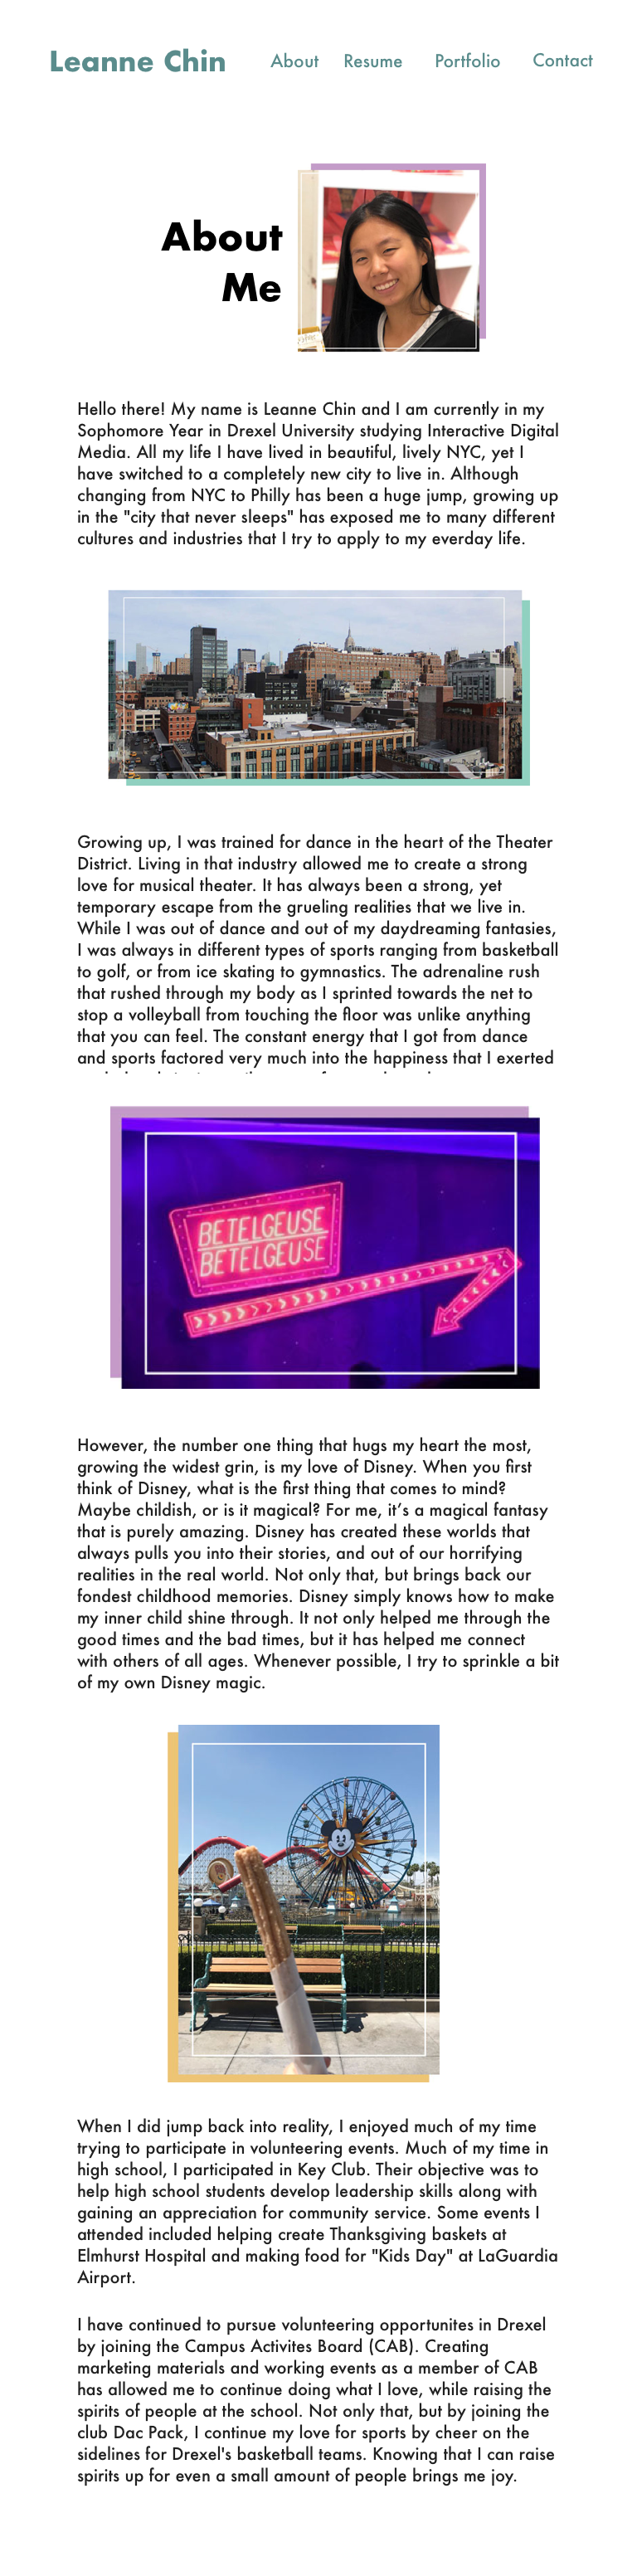 Leanne Chin
About Resume Portfolio Contact
About
Me
Hello there! My name is Leanne Chin and I am currently in my
Sophomore Year in Drexel University studying Interactive Digital
Media. All my life I have lived in beautiful, lively NYC, yet I
have switched to a completely new city to live in. Although
changing from NYC to Philly has been a huge jump, growing up
in the "city that never sleeps" has exposed me to many different
cultures and industries that I try to apply to my everday life.
Growing up, I was trained for dance in the heart of the Theater
District. Living in that industry allowed me to create a strong
love for musical theater. It has always been a strong, yet
temporary escape from the grueling realities that we live in.
While I was out of dance and out of my daydreaming fantasies,
I was always in different types of sports ranging from basketball
to golf, or from ice skating to gymnastics. The adrenaline rush
that rushed through my body as I sprinted towards the net to
stop a volleyball from touching the floor was unlike anything
that you can feel. The constant energy that I got from dance
and sports factored very much into the happiness that I exerted
BETELGEUSE
BETELGEUSE
However, the number one thing that hugs my heart the most,
growing the widest grin, is my love of Disney. When you first
think of Disney, what is the first thing that comes to mind?
Maybe childish, or is it magical? For me, it’s a magical fantasy
that is purely amazing. Disney has created these worlds that
always pulls you into their stories, and out of our horrifying
realities in the real world. Not only that, but brings back our
fondest childhood memories. Disney simply knows how to make
my inner child shine through. It not only helped me through the
good times and the bad times, but it has helped me connect
with others of all ages. Whenever possible, I try to sprinkle a bit
of my own Disney magic.
When I did jump back into reality, I enjoyed much of my time
trying to participate in volunteering events. Much of my time in
high school, I participated in Key Club. Their objective was to
help high school students develop leadership skills along with
gaining an appreciation for community service. Some events I
attended included helping create Thanksgiving baskets at
Elmhurst Hospital and making food for "Kids Day" at LaGuardia
Airport.
I have continued to pursue volunteering opportunites in Drexel
by joining the Campus Activites Board (CAB). Creating
marketing materials and working events as a member of CAB
has allowed me to continue doing what I love, while raising the
spirits of people at the school. Not only that, but by joining the
club Dac Pack, I continue my love for sports by cheer on the
sidelines for Drexel's basketball teams. Knowing that I can raise
spirits up for even a small amount of people brings me joy.